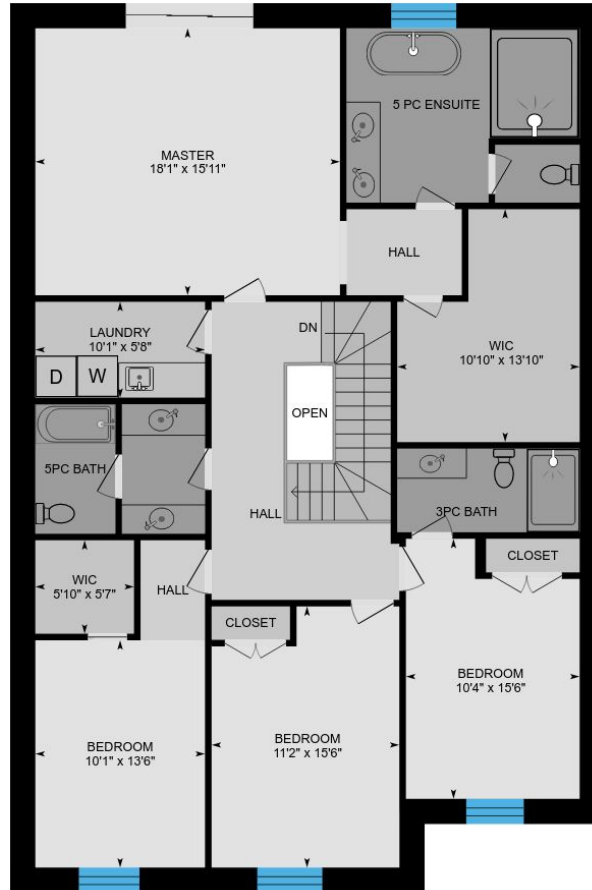 5 PC ENSUITE
MASTER
18'1" x 15'11"
HALL
DN
LAUNDRY
10'1" x 5'8"
D W
WIC
10'10" x 13'10"
OPEN
5PC BATH
HALL
3PC BATH
CLOSET
WIC
5'10" x 5'7"
HALL
CLOSET
BEDROOM
10'4" x 15'6"
BEDROOM
11'2" x 15'6"
BEDROOM
10'1" x 13'6"